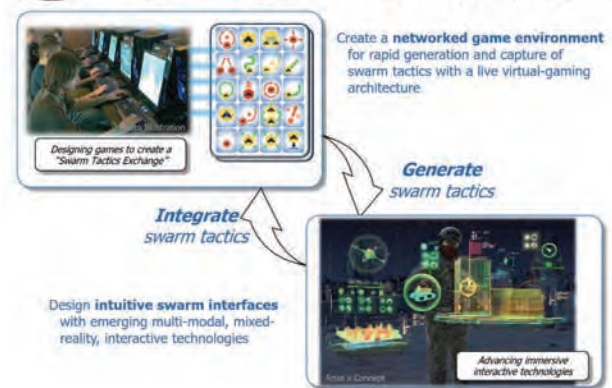 Create a networked game environment
for rapid generation and capture of
swarm tactics with a live virtual-gaming
architecture
Illustration
Designing games to create a
"Swarm Tactics Exchange"
Generate
swarm tactics
Integrate
swarm tactics
Design intuitive swarm interfaces
with emerging multi-modal, mixed-
reality, interactive technologies
Artist's Concept
Advancing immersive
interactive technologies